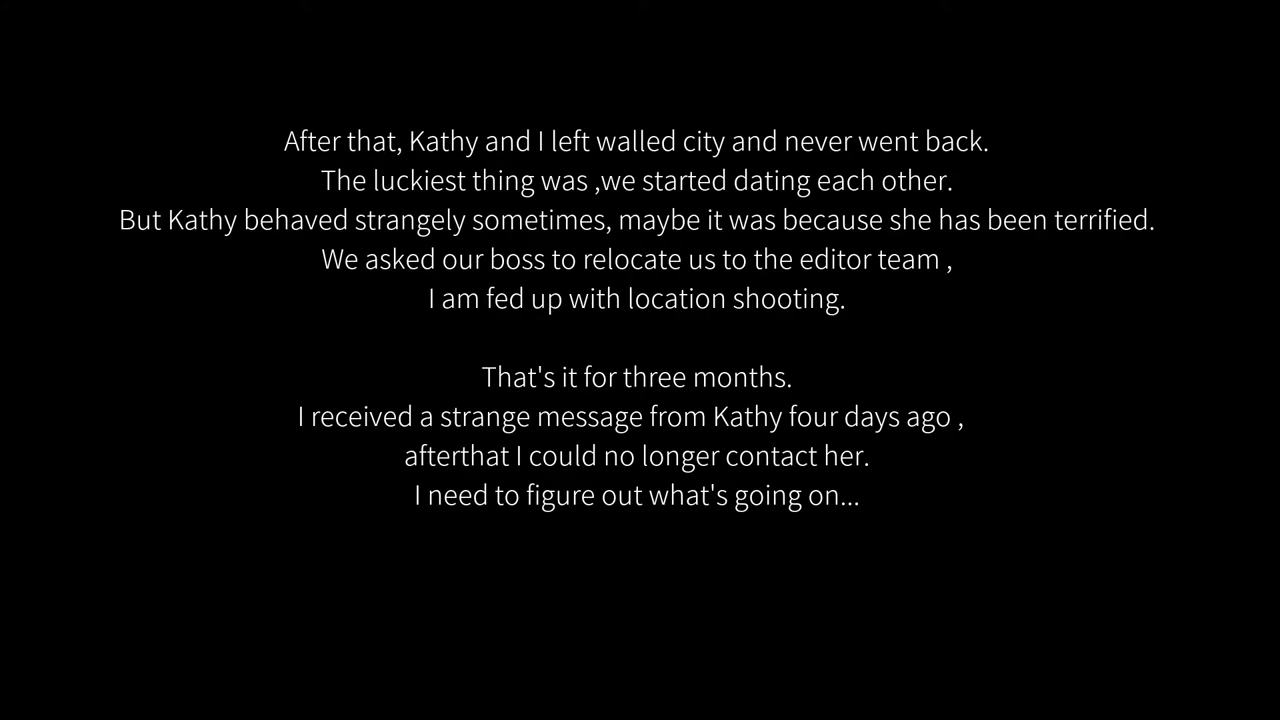 After that, Kathy and I left walled city and never went back.
The luckiest thing was ,we started dating each other.
But Kathy behaved strangely sometimes, maybe it was because she has been terrified.
We asked our boss to relocate us to the editor team ,
I am fed up with location shooting.
That's it for three months.
I received a strange message from Kathy four days ago ,
afterthat I could no longer contact her.
I need to figure out what's going on...